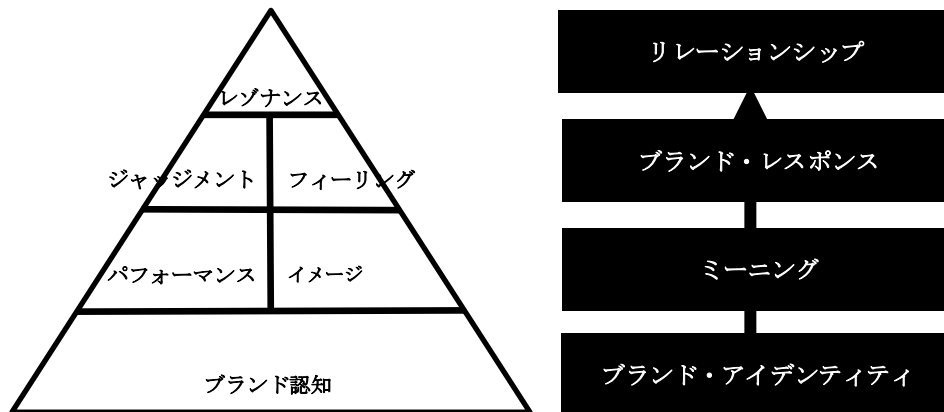 レゾナンス
ジャッジメント
フィーリング
パフォーマンス
イメージ
ブランド認知
リレーションシップ
ブランド・レスポンス
ミーニング
ブランド・アイデンティティ